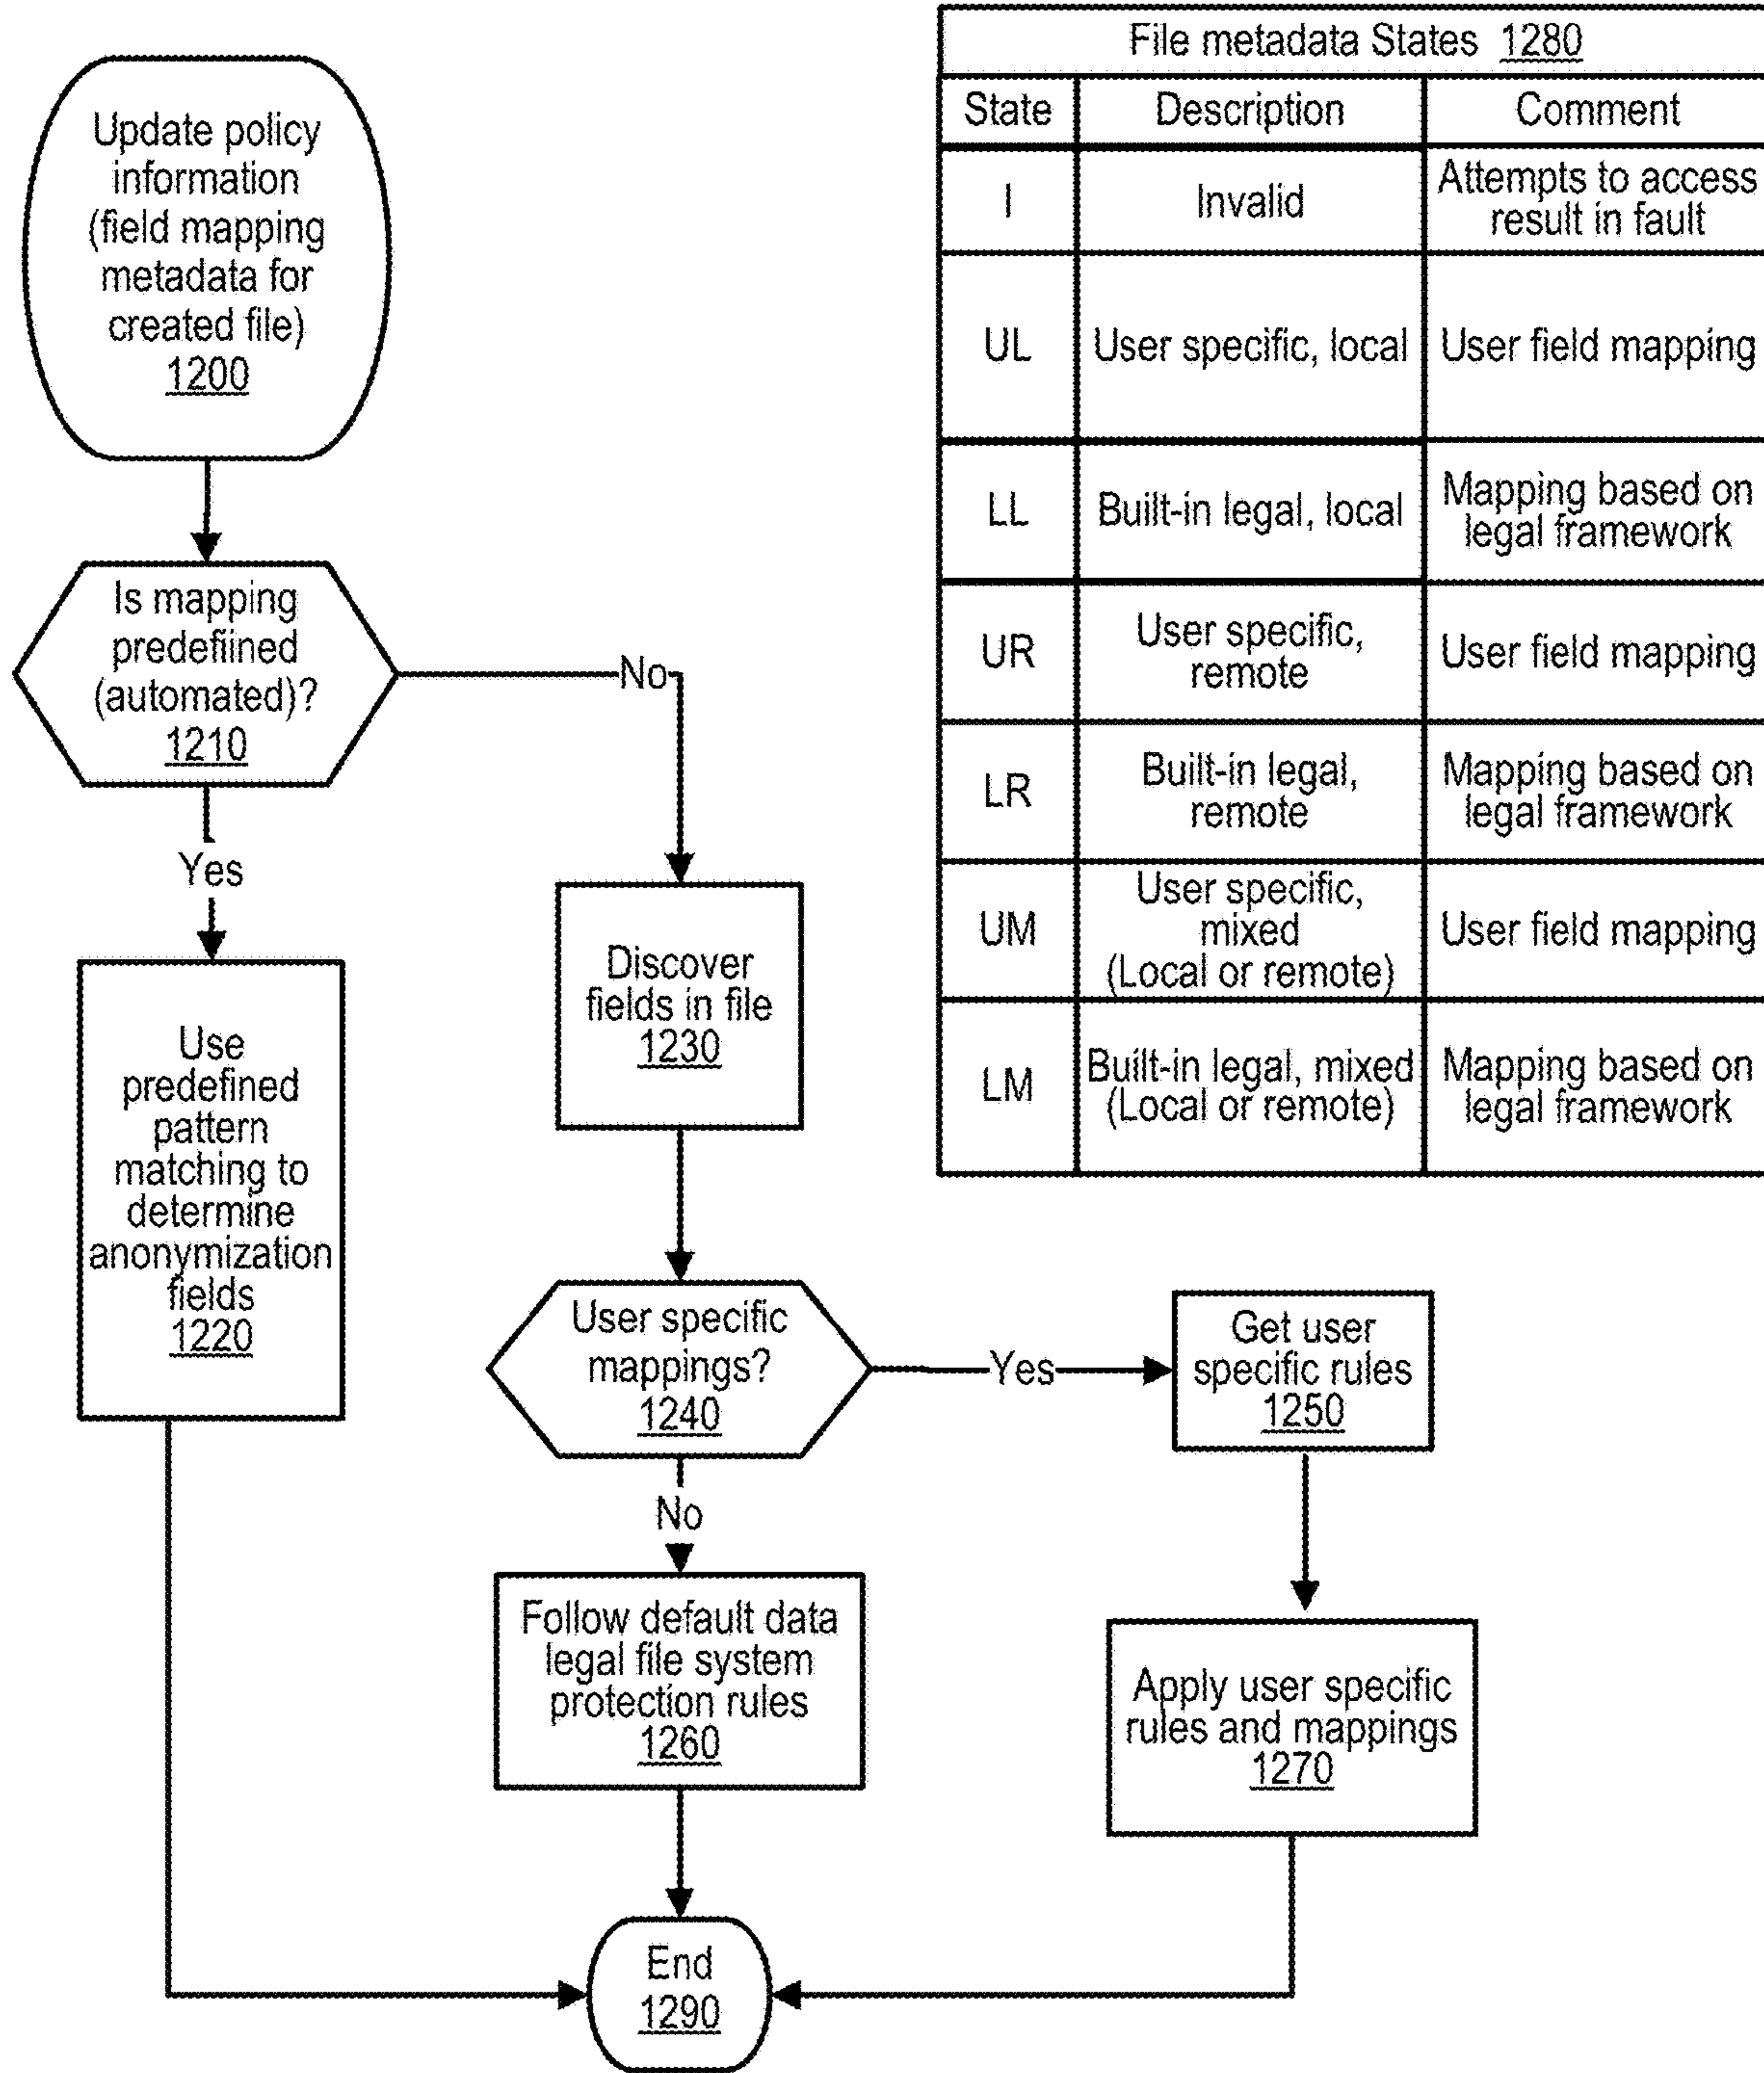 Update policy
information
(field mapping
metadata for
created file)
1200
Is mapping
predefiined
(automated)?
1210
No
Yes
Use
predefined
pattern
matching to
determine
anonymization
fields
1220
Discover
fields in file
1230
User specific
mappings?
1240
Yes
Get user
specific rules
1250
No
Follow default data
legal file system
protection rules
1260
Apply user specific
rules and mappings
1270
End
1290
File metadata States 1280
State Description Comment
I Invalid Attempts to access
result in fault
UL User specific, local User field mapping
LL Built-in legal, local Mapping based on
legal framework
UR User specific,
remote User field mapping
LR Built-in legal,
remote Mapping based on
legal framework
UM User specific,
mixed
(Local or remote) User field mapping
LM Built-in legal, mixed
(Local or remote) Mapping based on
legal framework